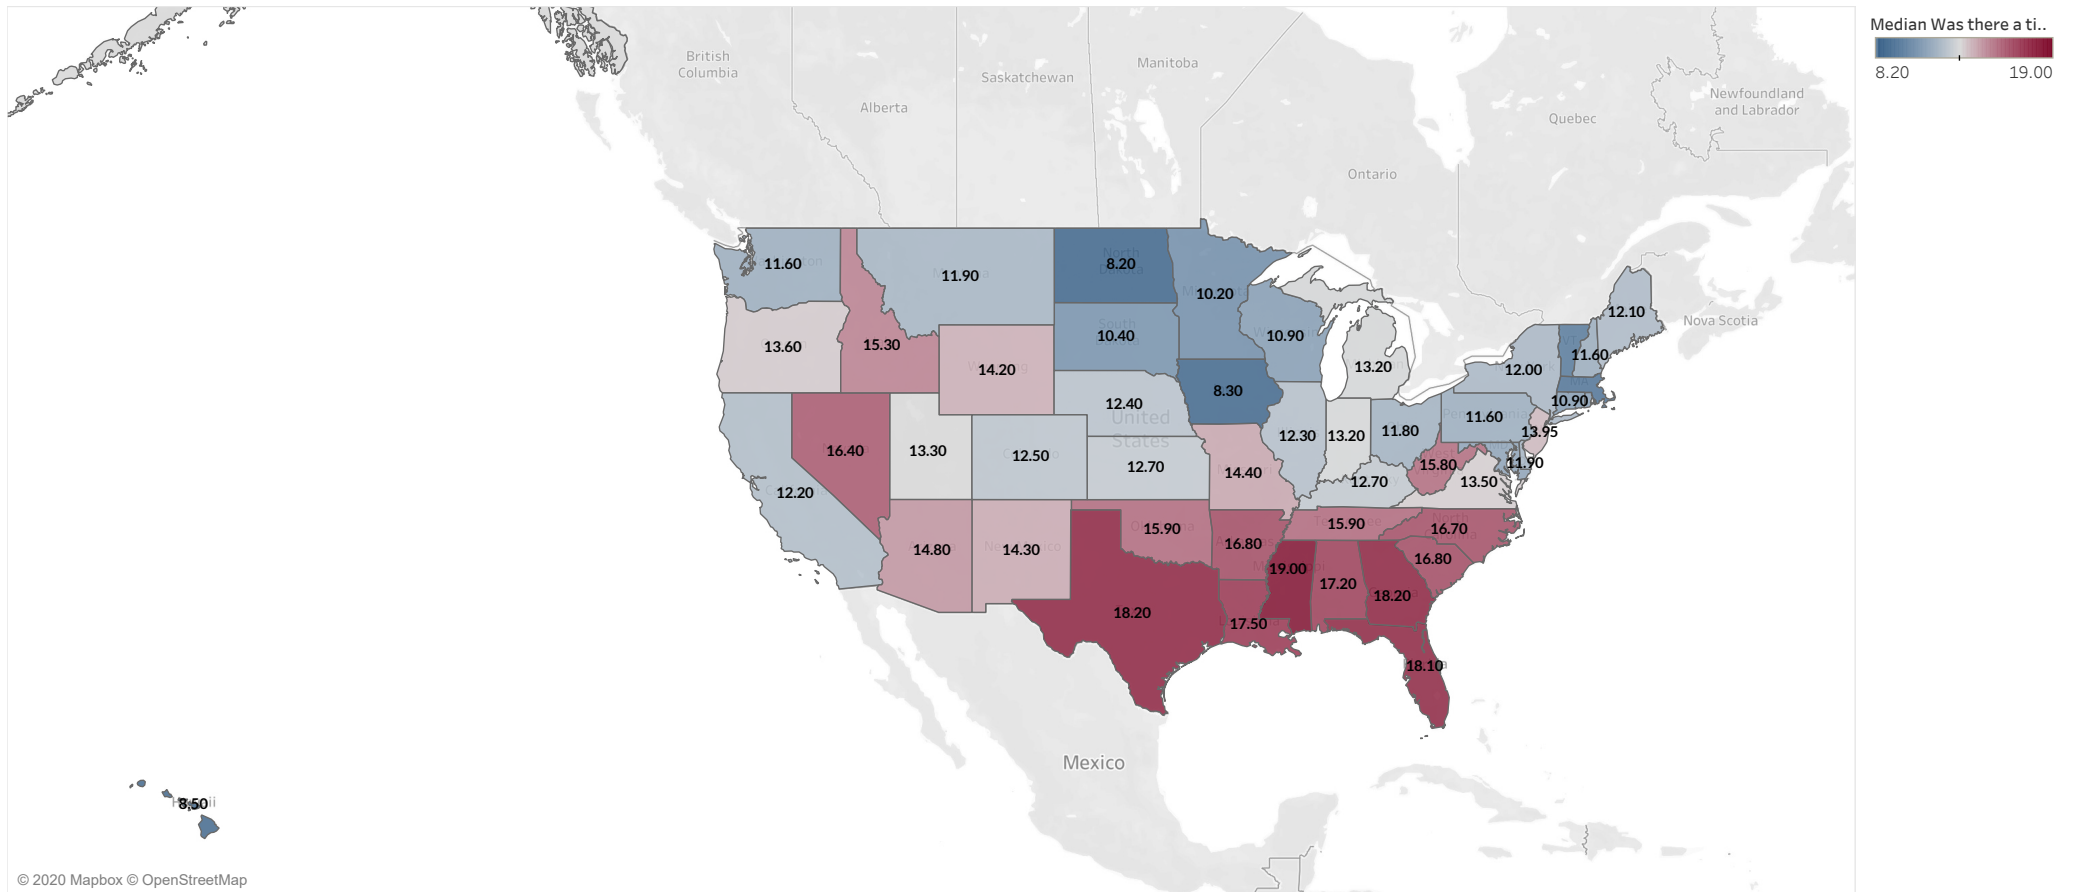 Median Was there a ti..
8.20
19.00
British
Columbia
Alberta
Saskatchewan
Manitoba
Ontario
Quebec
Newfoundland
and Labrador
Nova Scotia
United
States
Mexico
North
South
11.60
11.90
8.20
10.20
13.60
15.30
14.20
10.40
10.90
13.20
12.10
11.60
12.00
16.40
13.30
12.50
12.40
8.30
12.30
13.20
11.80
11.60
10.90
13.95
11.90
12.20
12.70
14.40
12.70
15.80
13.50
14.80
14.30
15.90
16.80
15.90
16.70
16.80
18.20
17.50
19.00
17.20
18.20
18.10
8.50
© 2020 Mapbox © OpenStreetMap